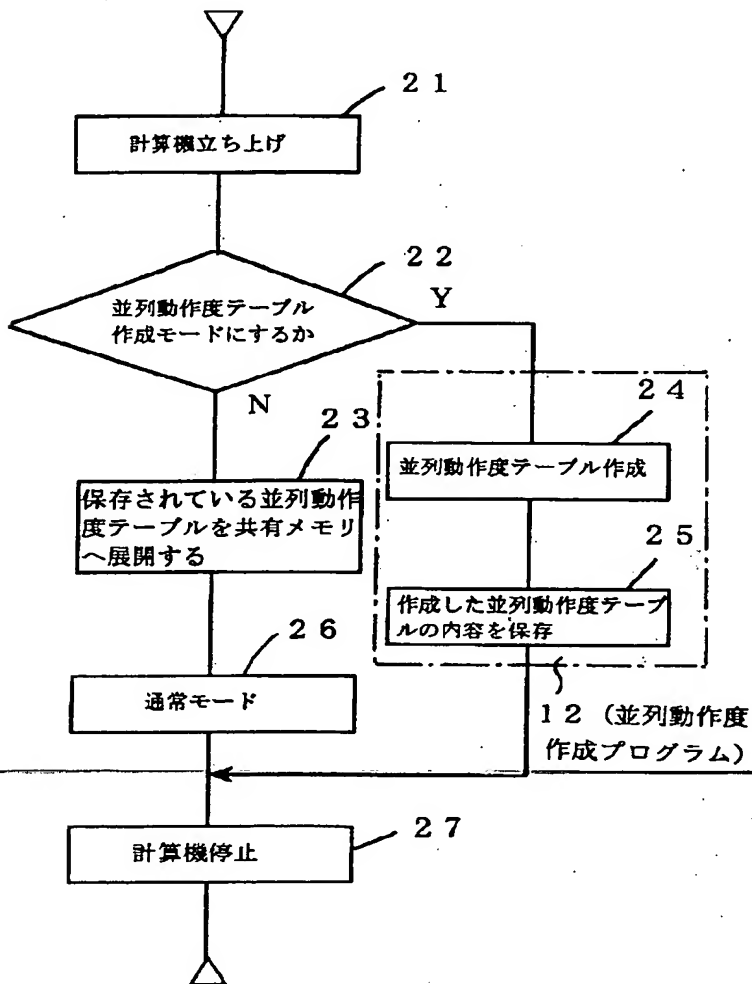 ２１
計算機立ち上げ
２２
並列動作度テーブル
作成モードにするか
Y
N
２３
保存されている並列動作
度テーブルを共有メモリ
へ展開する
２４
並列動作度テーブル作成
２５
作成した並列動作度テーブ
ルの内容を保存
２６
通常モード
１２（並列動作度
作成プログラム）
２７
計算機停止